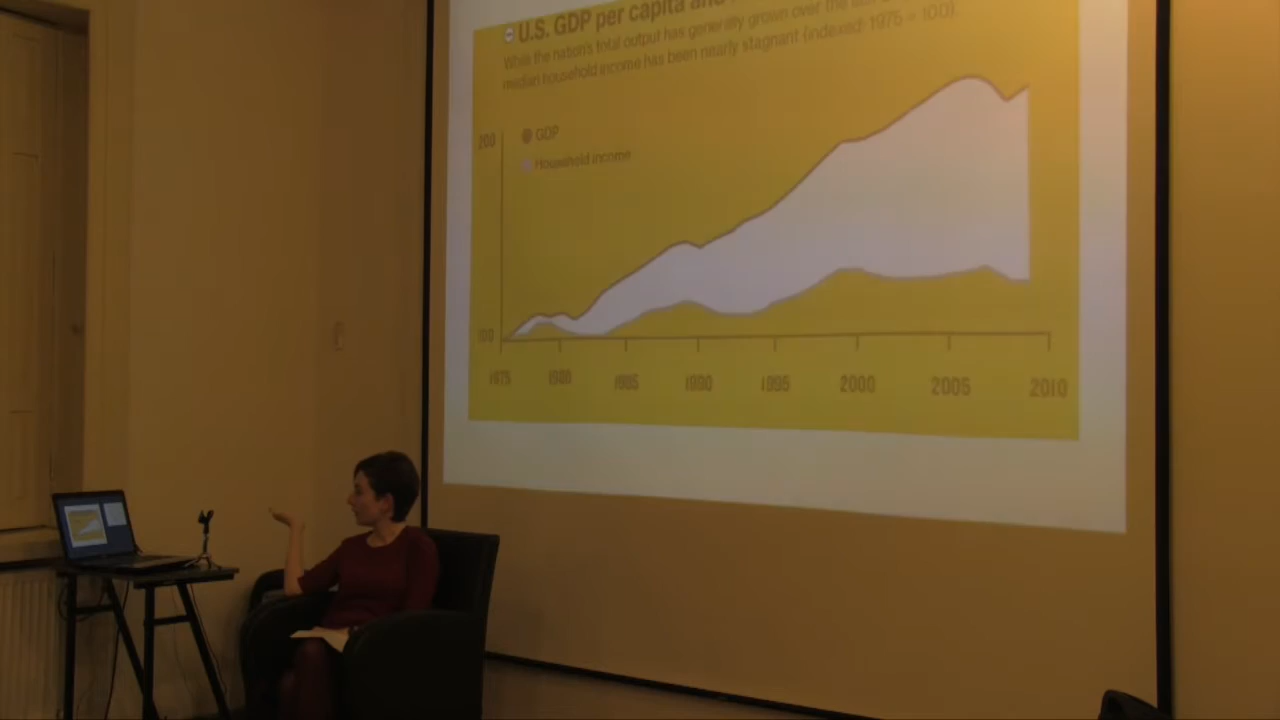 U.S. GDP per capita and
While the nation's total output has generally grown over the
median household income has been nearly stagnant (indexed: 1975 = 100).
200
GDP
Household income
100
1975 1980 1985 1990 1995 2000 2005 2010